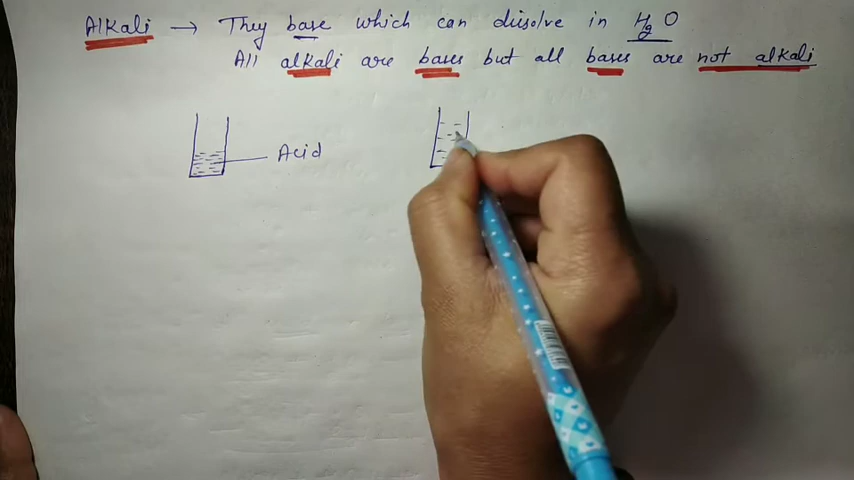 Alkali → They base which can dissolve in H₂O
All alkali are bases but all bases are not alkali
Acid